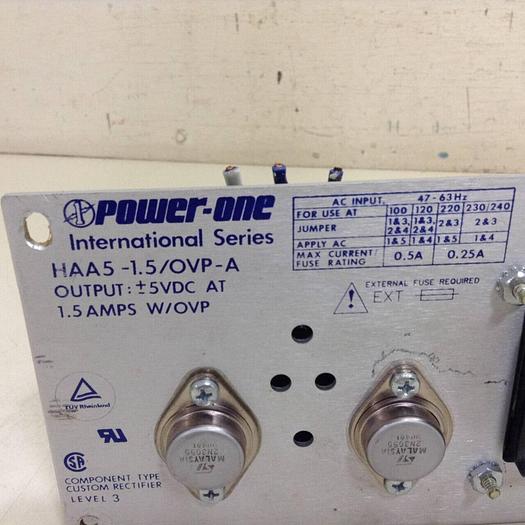 POWER-ONE
International Series
HAA5-1.5/OVP-A
OUTPUT: ±5VDC AT
1.5 AMPS W/OVP
AC INPUT, 47-63Hz
FOR USE AT 100 120 220 230/240
JUMPER 1&3, 2&4 1&3, 2&4 2&3 2&3
APPLY AC 1&5 1&4 1&5 1&4
MAX CURRENT/ FUSE RATING 0.5A 0.25A
EXTERNAL FUSE REQUIRED
EXT
TÜV Rheinland
COMPONENT TYPE
CUSTOM RECTIFIER
LEVEL 3
2N3055
MALAYSIA
2N3055
MALAYSIA